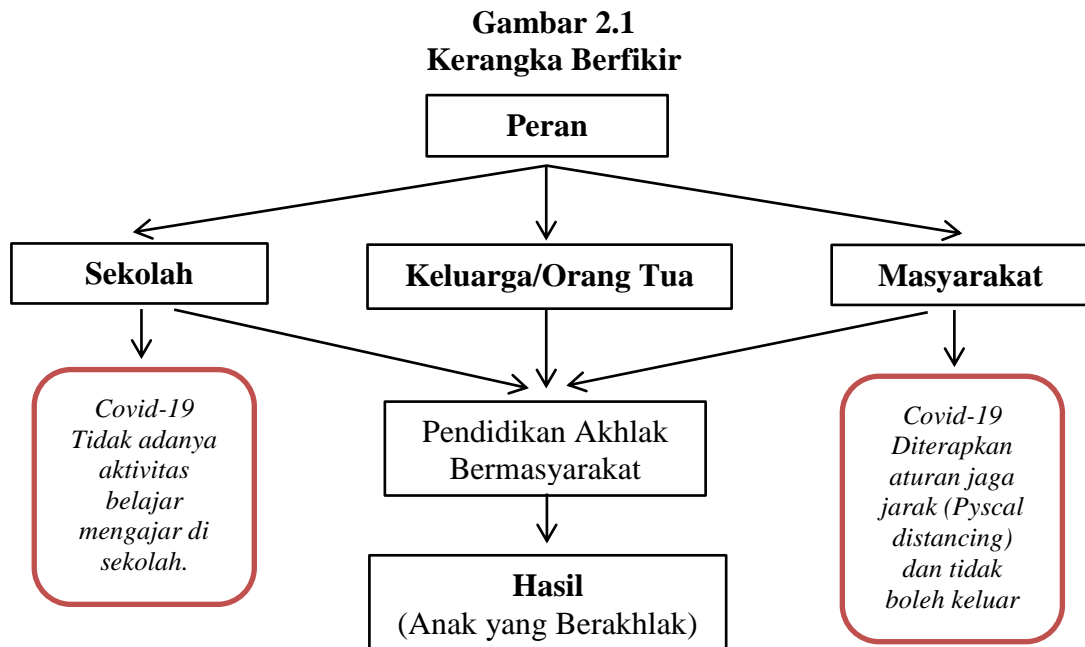 Gambar 2.1
Kerangka Berfikir
Peran
Sekolah
Keluarga/Orang Tua
Masyarakat
Covid-19
Tidak adanya
aktivitas
belajar
mengajar di
sekolah.
Pendidikan Akhlak
Bermasyarakat
Covid-19
Diterapkan
aturan jaga
jarak (Pyscal
distancing)
dan tidak
boleh keluar
Hasil
(Anak yang Berakhlak)